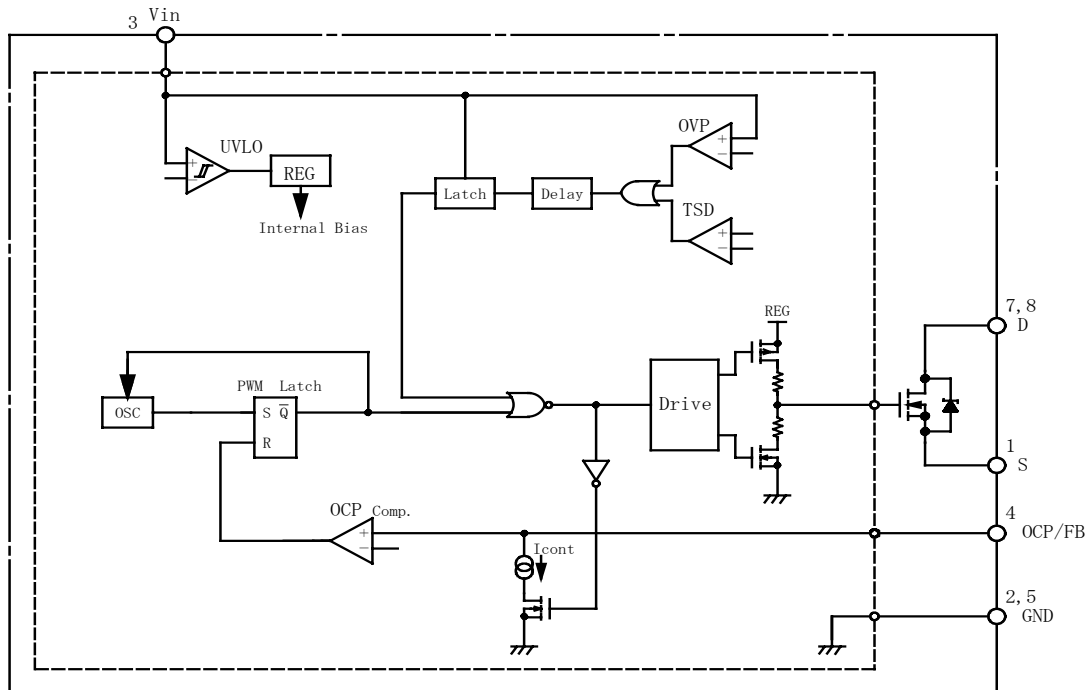 3 Vin
UVLO
+
−
REG
Internal Bias
OVP
+
−
Latch
Delay
TSD
+
−
REG
7,8
D
PWM Latch
OSC
S Q̅
R
Drive
1
S
OCP Comp.
+
−
4
OCP/FB
Icont
2,5
GND